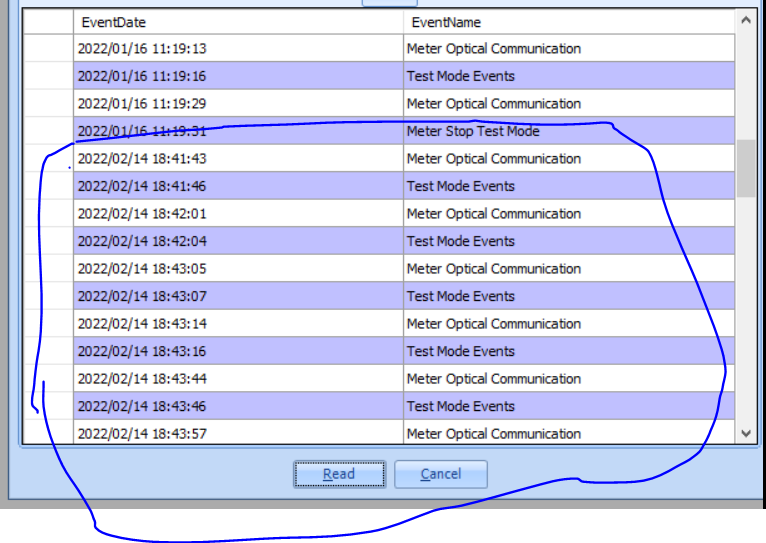 EventDate EventName
2022/01/16 11:19:13 Meter Optical Communication
2022/01/16 11:19:16 Test Mode Events
2022/01/16 11:19:29 Meter Optical Communication
2022/01/16 11:19:31 Meter Stop Test Mode
2022/02/14 18:41:43 Meter Optical Communication
2022/02/14 18:41:46 Test Mode Events
2022/02/14 18:42:01 Meter Optical Communication
2022/02/14 18:42:04 Test Mode Events
2022/02/14 18:43:05 Meter Optical Communication
2022/02/14 18:43:07 Test Mode Events
2022/02/14 18:43:14 Meter Optical Communication
2022/02/14 18:43:16 Test Mode Events
2022/02/14 18:43:44 Meter Optical Communication
2022/02/14 18:43:46 Test Mode Events
2022/02/14 18:43:57 Meter Optical Communication
Read Cancel